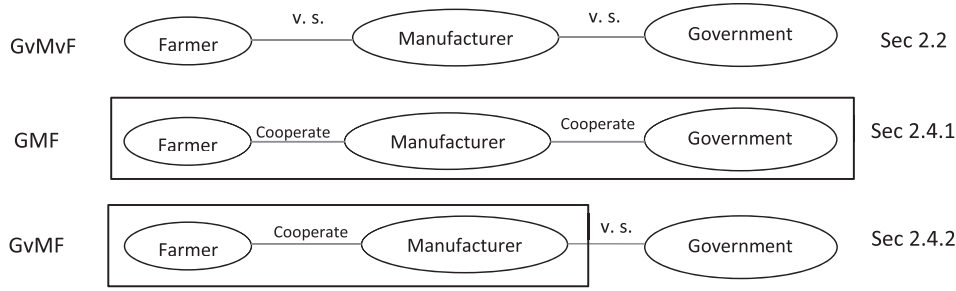 GvMvF Farmer v. s. Manufacturer v. s. Government Sec 2.2
GMF Farmer Cooperate Manufacturer Cooperate Government Sec 2.4.1
GvMF Farmer Cooperate Manufacturer v. s. Government Sec 2.4.2